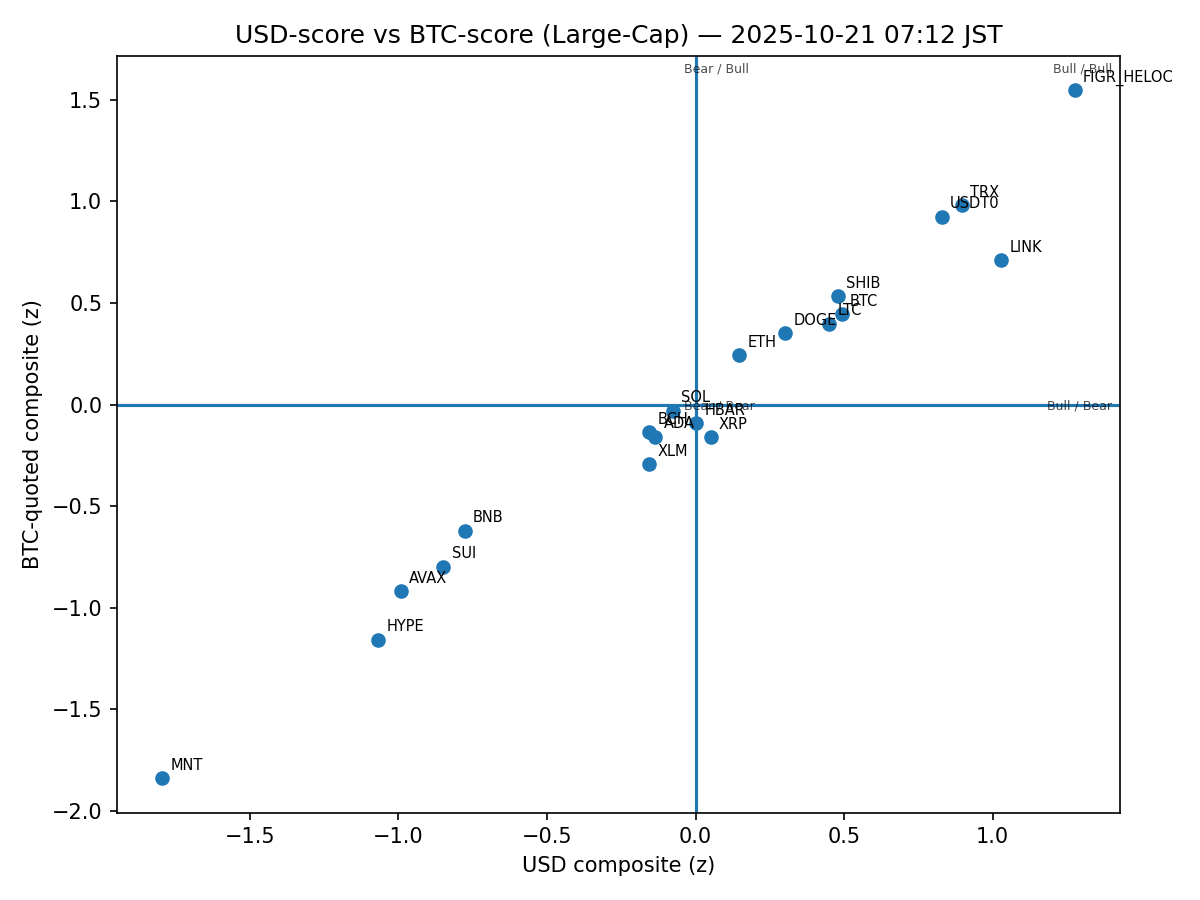 USD-score vs BTC-score (Large-Cap) — 2025-10-21 07:12 JST
Bear / Bull
Bull / Bull
FIGR_HELOC
1.5
TRX
USDT0
1.0
LINK
SHIB
BTC
0.5
LTC
DOGE
ETH
SOL
0.0
Bear / Bear
Bull / Bear
HBAR
BCH
ADA
XRP
XLM
−0.5
BNB
SUI
AVAX
−1.0
HYPE
−1.5
MNT
−2.0
BTC-quoted composite (z)
−1.5
−1.0
−0.5
0.0
0.5
1.0
USD composite (z)